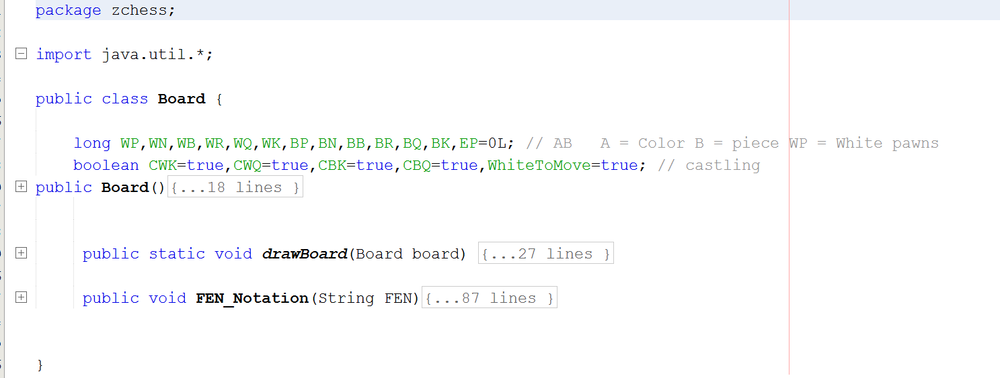 package zchess;
import java.util.*;
public class Board {
long WP,WN,WB,WR,WQ,WK,BP,BN,BB,BR,BQ,BK,EP=0L; // AB   A = Color B = piece WP = White pawns
boolean CWK=true,CWQ=true,CBK=true,CBQ=true,WhiteToMove=true; // castling
public Board(){...18 lines }
public static void drawBoard(Board board) {...27 lines }
public void FEN_Notation(String FEN){...87 lines }
}